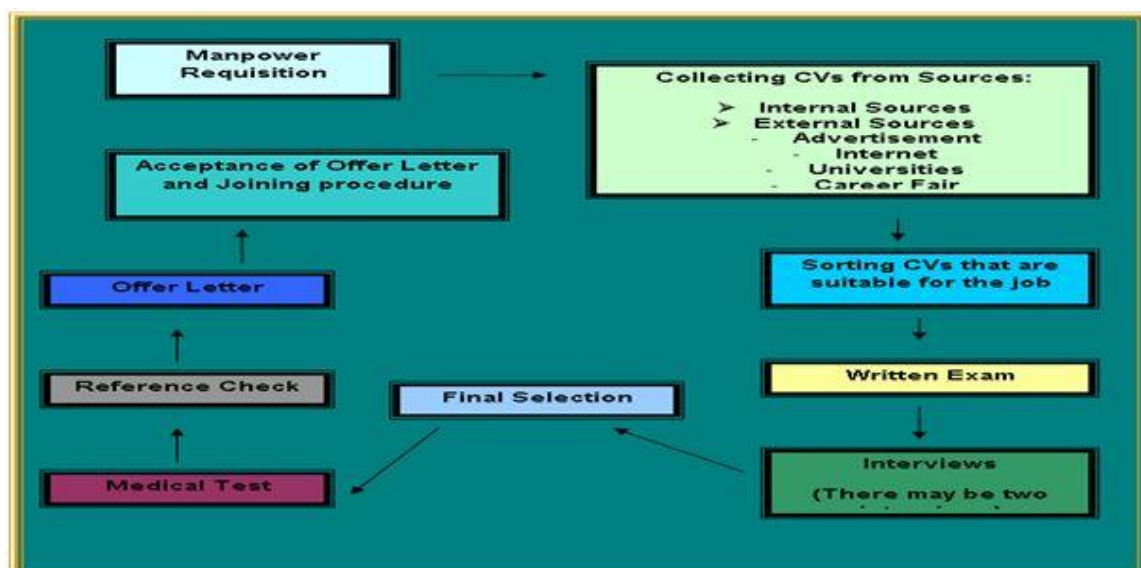 Manpower
Requisition
Collecting CVs from Sources:
➢ Internal Sources
➢ External Sources
- Advertisement
- Internet
- Universities
- Career Fair
Sorting CVs that are
suitable for the job
Written Exam
Interviews
(There may be two
Final Selection
Medical Test
Reference Check
Offer Letter
Acceptance of Offer Letter
and Joining procedure